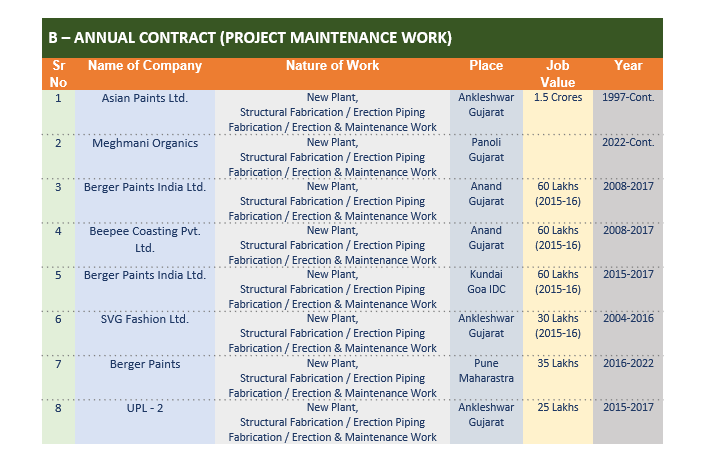 B – ANNUAL CONTRACT (PROJECT MAINTENANCE WORK)
Sr No Name of Company Nature of Work Place Job Value Year
1 Asian Paints Ltd. New Plant, Ankleshwar 1.5 Crores 1997-Cont.
Structural Fabrication / Erection Piping Gujarat
Fabrication / Erection & Maintenance Work
2 Meghmani Organics New Plant, Panoli 2022-Cont.
Structural Fabrication / Erection Piping Gujarat
Fabrication / Erection & Maintenance Work
3 Berger Paints India Ltd. New Plant, Anand 60 Lakhs 2008-2017
Structural Fabrication / Erection Piping Gujarat (2015-16)
Fabrication / Erection & Maintenance Work
4 Beepee Coasting Pvt. New Plant, Anand 60 Lakhs 2008-2017
Ltd. Structural Fabrication / Erection Piping Gujarat (2015-16)
Fabrication / Erection & Maintenance Work
5 Berger Paints India Ltd. New Plant, Kundai 60 Lakhs 2015-2017
Structural Fabrication / Erection Piping Goa IDC (2015-16)
Fabrication / Erection & Maintenance Work
6 SVG Fashion Ltd. New Plant, Ankleshwar 30 Lakhs 2004-2016
Structural Fabrication / Erection Piping Gujarat (2015-16)
Fabrication / Erection & Maintenance Work
7 Berger Paints New Plant, Pune 35 Lakhs 2016-2022
Structural Fabrication / Erection Piping Maharastra
Fabrication / Erection & Maintenance Work
8 UPL - 2 New Plant, Ankleshwar 25 Lakhs 2015-2017
Structural Fabrication / Erection Piping Gujarat
Fabrication / Erection & Maintenance Work